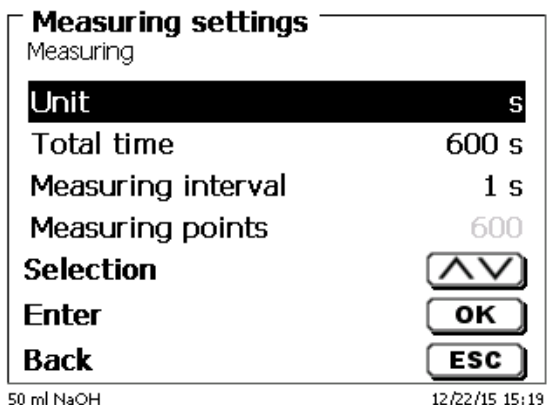 Measuring settings
Measuring
Unit s
Total time 600 s
Measuring interval 1 s
Measuring points 600
Selection
Enter OK
Back ESC
50 ml NaOH 12/22/15 15:19